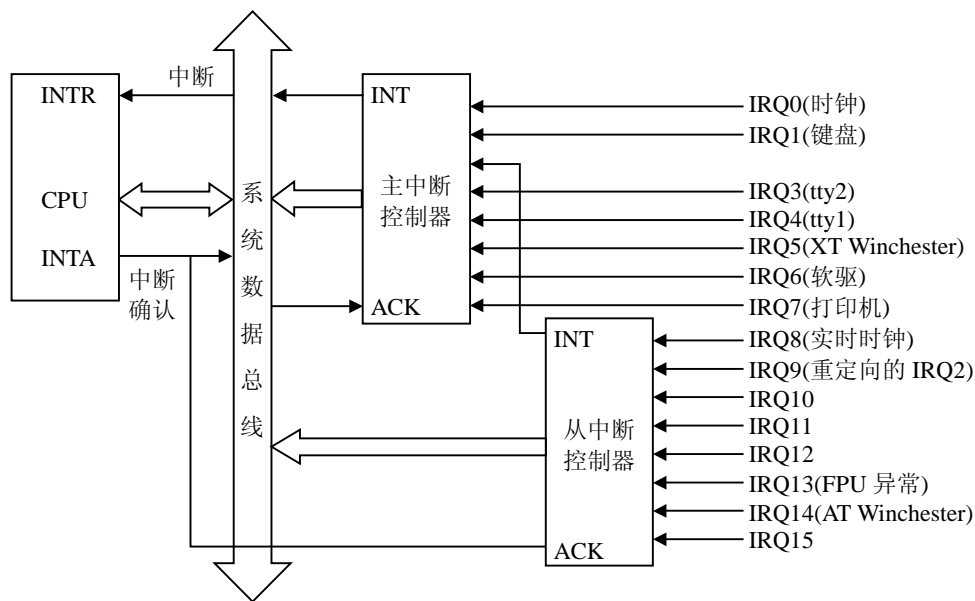 中断
INTR
CPU
INTA
中断
确认
系
统
数
据
总
线
INT
主中断
控制器
ACK
IRQ0(时钟)
IRQ1(键盘)
IRQ3(tty2)
IRQ4(tty1)
IRQ5(XT Winchester)
IRQ6(软驱)
IRQ7(打印机)
INT
从中断
控制器
ACK
IRQ8(实时时钟)
IRQ9(重定向的 IRQ2)
IRQ10
IRQ11
IRQ12
IRQ13(FPU 异常)
IRQ14(AT Winchester)
IRQ15